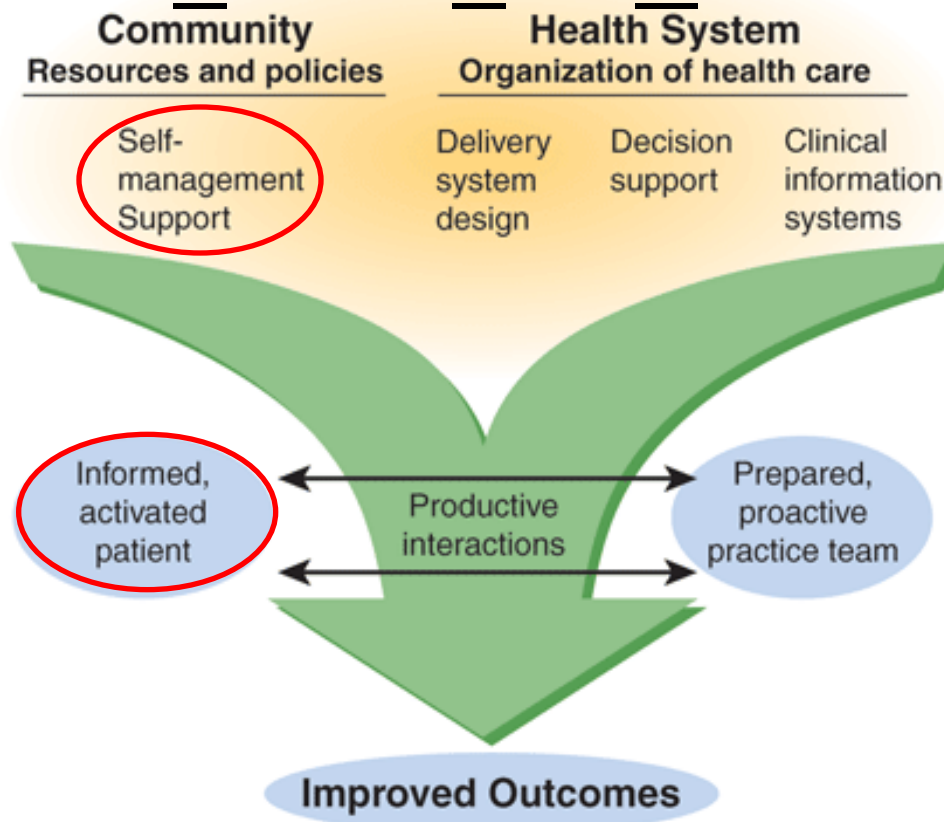 Community
Resources and policies
Health System
Organization of health care
Self-
management
Support
Delivery
system
design
Decision
support
Clinical
information
systems
Informed,
activated
patient
Productive
interactions
Prepared,
proactive
practice team
Improved Outcomes